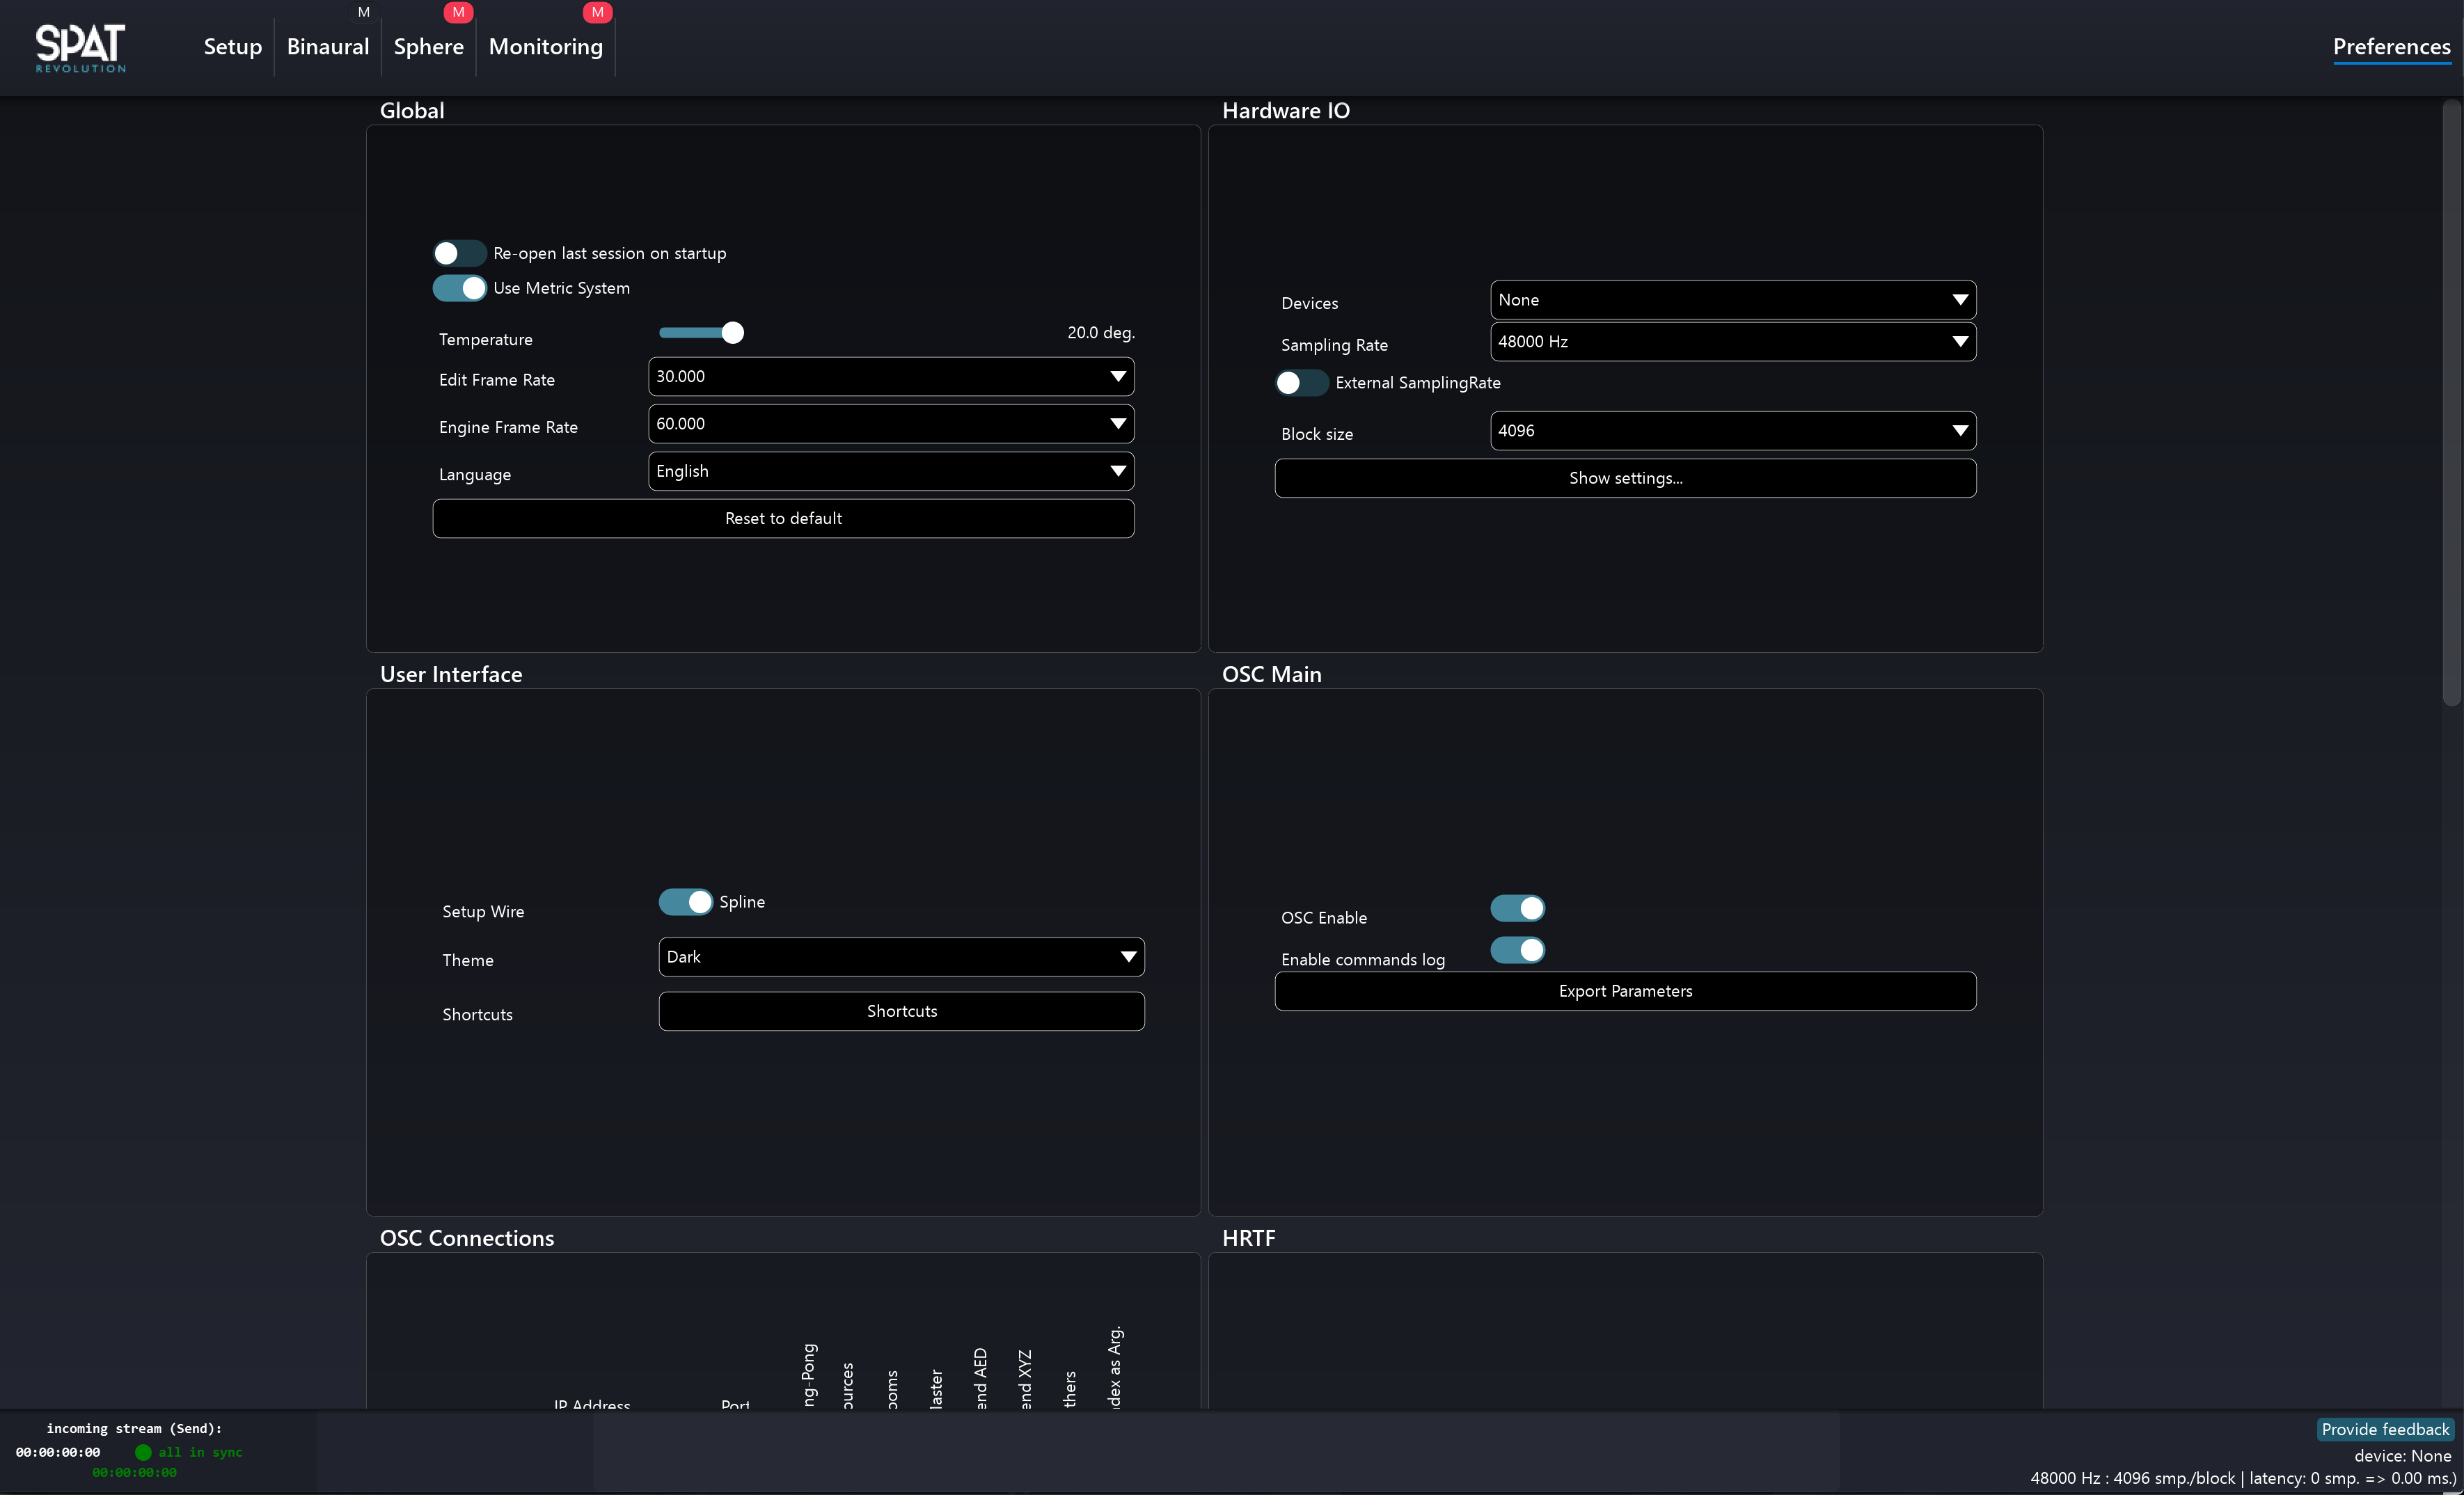 SPAT
REVOLUTION
Setup
M
Binaural
M
Sphere
M
Monitoring
Preferences
Global
Re-open last session on startup
Use Metric System
Temperature
20.0 deg.
Edit Frame Rate
30.000
Engine Frame Rate
60.000
Language
English
Reset to default
Hardware IO
Devices
None
Sampling Rate
48000 Hz
External SamplingRate
Block size
4096
Show settings...
User Interface
Setup Wire
Spline
Theme
Dark
Shortcuts
Shortcuts
OSC Main
OSC Enable
Enable commands log
Export Parameters
OSC Connections
IP Address
Port
ng-Pong
ources
ooms
laster
end AED
end XYZ
thers
dex as Arg.
HRTF
incoming stream (Send):
00:00:00:00
all in sync
00:00:00:00
Provide feedback
device: None
48000 Hz : 4096 smp./block | latency: 0 smp. => 0.00 ms.)